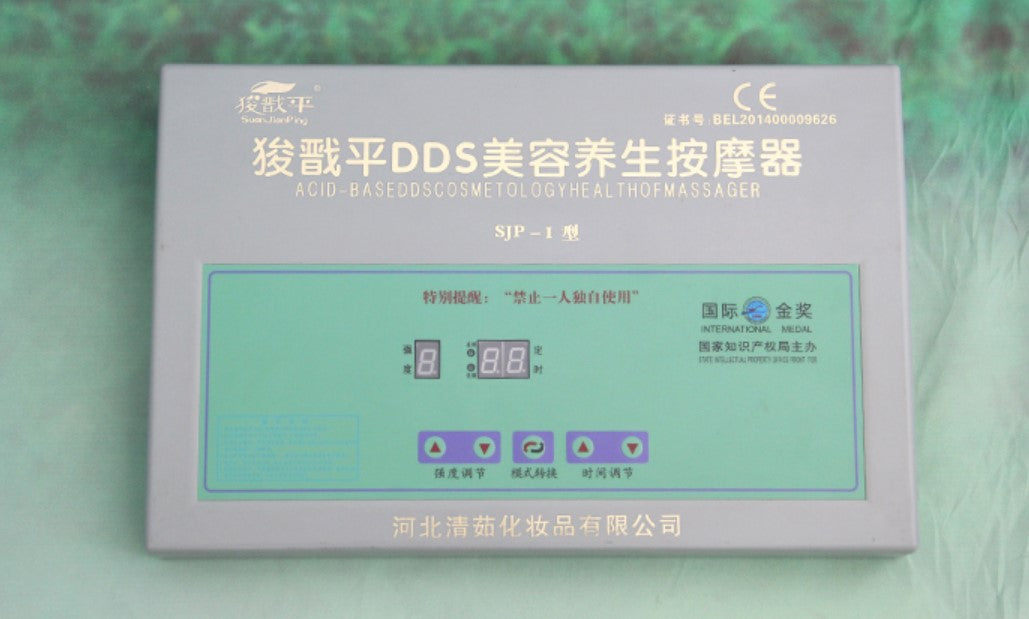 狻戬平®
SuanJianPing
CE
证书号:BEL201400009626
狻戬平DDS美容养生按摩器
ACID-BASEDDSCOSMETOLOGYHEALTHOFMASSAGER
SJP-I 型
特别提醒：“禁止一人独自使用”
国际 金奖
INTERNATIONAL MEDAL
国家知识产权局主办
强度 8
88 定时
强度调节 模式转换 时间调节
河北清茹化妆品有限公司